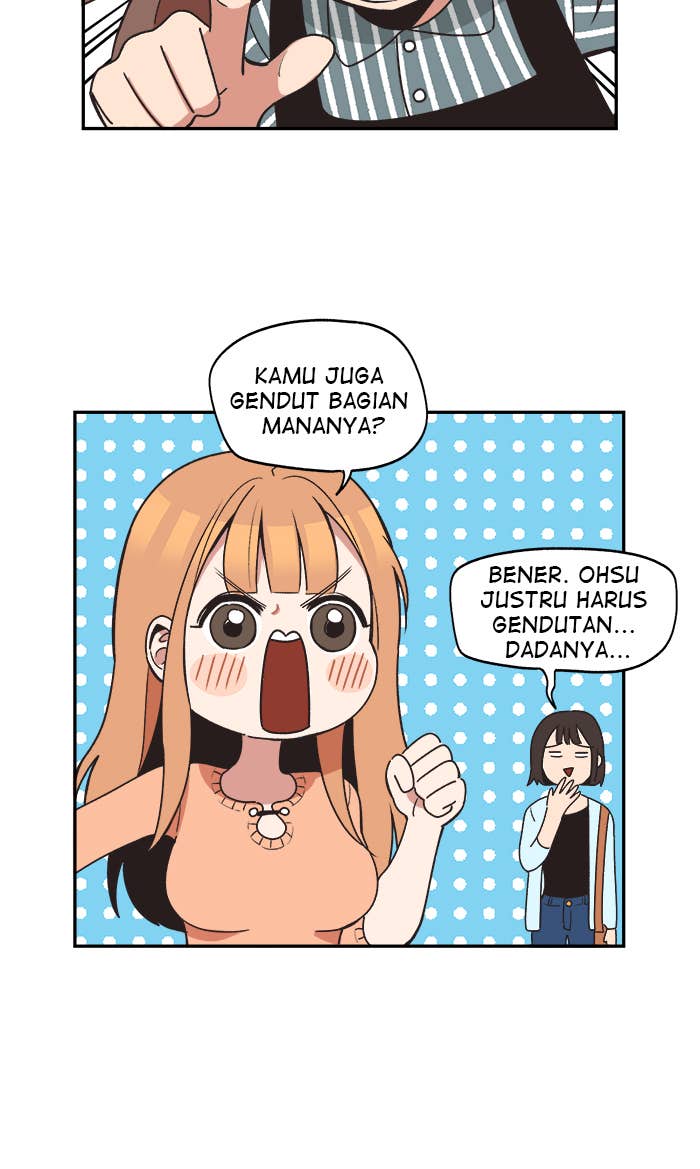 KAMU JUGA
GENDUT BAGIAN
MANANYA?
BENER. OHSU
JUSTRU HARUS
GENDUTAN...
DADANYA...